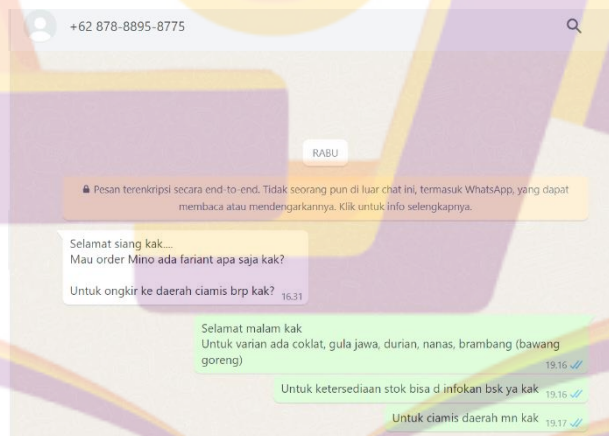 +62 878-8895-8775
RABU
Pesan terenkripsi secara end-to-end. Tidak seorang pun di luar chat ini, termasuk WhatsApp, yang dapat
membaca atau mendengarkannya. Klik untuk info selengkapnya.
Selamat siang kak....
Mau order Mino ada fariant apa saja kak?
Untuk ongkir ke daerah ciamis brp kak? 16.31
Selamat malam kak
Untuk varian ada coklat, gula jawa, durian, nanas, brambang (bawang
goreng) 19.16
Untuk ketersediaan stok bisa d infokan bsk ya kak 19.16
Untuk ciamis daerah mn kak 19.17